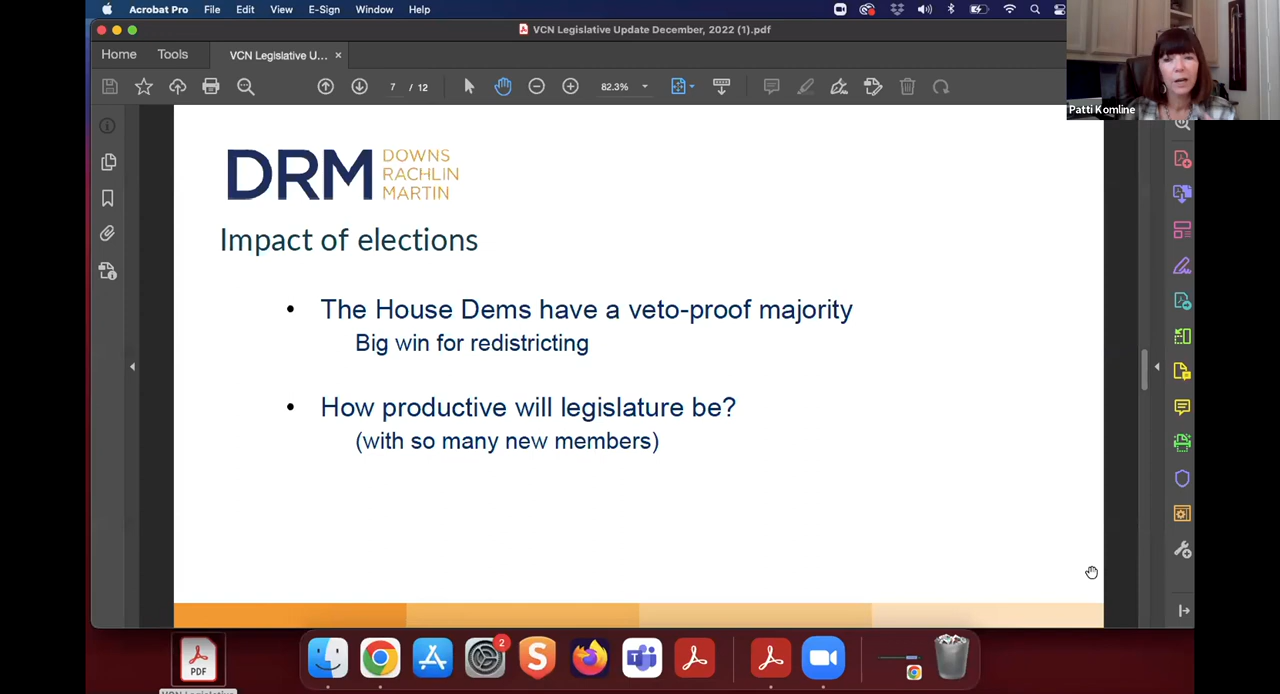 Acrobat Pro File Edit View E-Sign Window Help
VCN Legislative Update December, 2022 (1).pdf
Home Tools VCN Legislative U... ×
7 / 12 82.3%
Patti Komline
DRM DOWNS
RACHLIN
MARTIN
Impact of elections
• The House Dems have a veto-proof majority
Big win for redistricting
• How productive will legislature be?
(with so many new members)
2
PDF
VCN Legislative